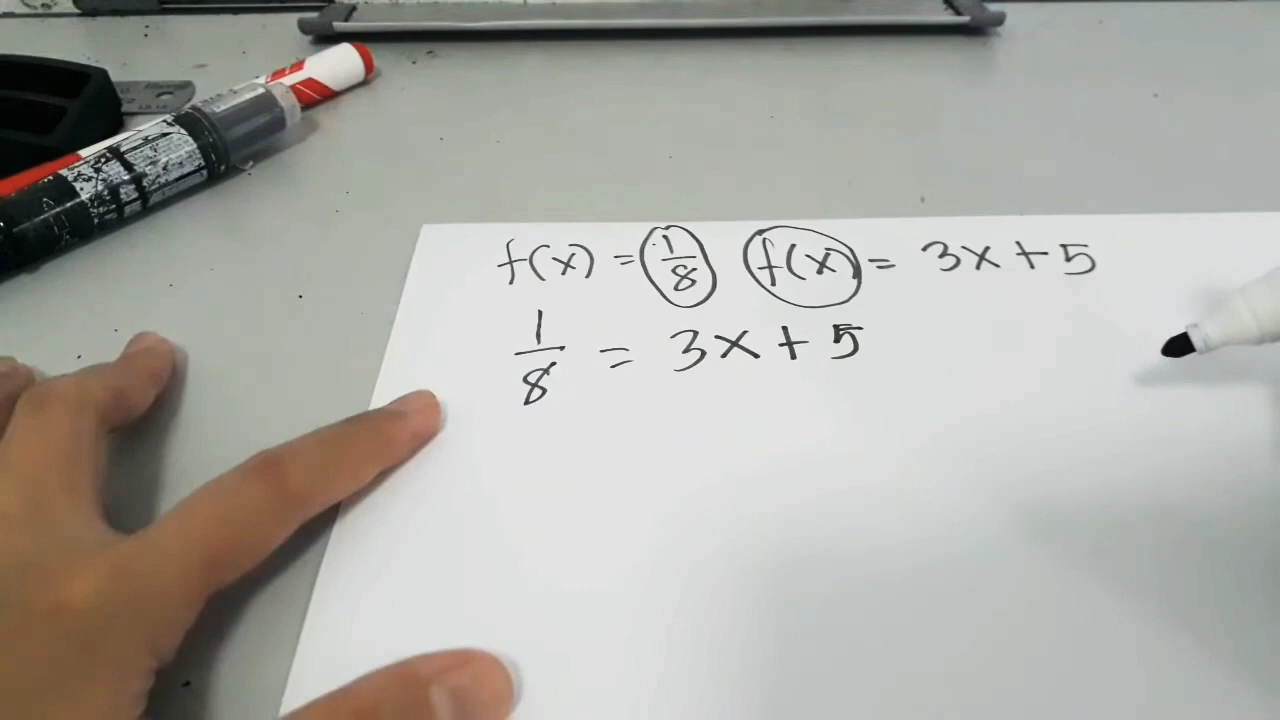 f(x) = 1/8 f(x) = 3x + 5
1/8 = 3x + 5